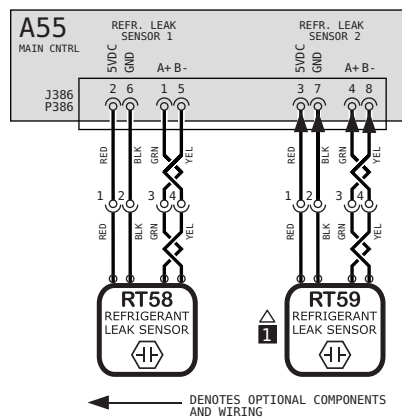 A55
MAIN CNTRL
REFR. LEAK
SENSOR 1
REFR. LEAK
SENSOR 2
5VDC
GND
A+ B-
5VDC
GND
A+ B-
J386
P386
2 6 1 5
3 7 4 8
RED
BLK
GRN
YEL
RED
BLK
GRN
YEL
1 2 3 4
1 2 3 4
RED
BLK
GRN
YEL
RED
BLK
GRN
YEL
RT58
REFRIGERANT
LEAK SENSOR
1
RT59
REFRIGERANT
LEAK SENSOR
DENOTES OPTIONAL COMPONENTS
AND WIRING